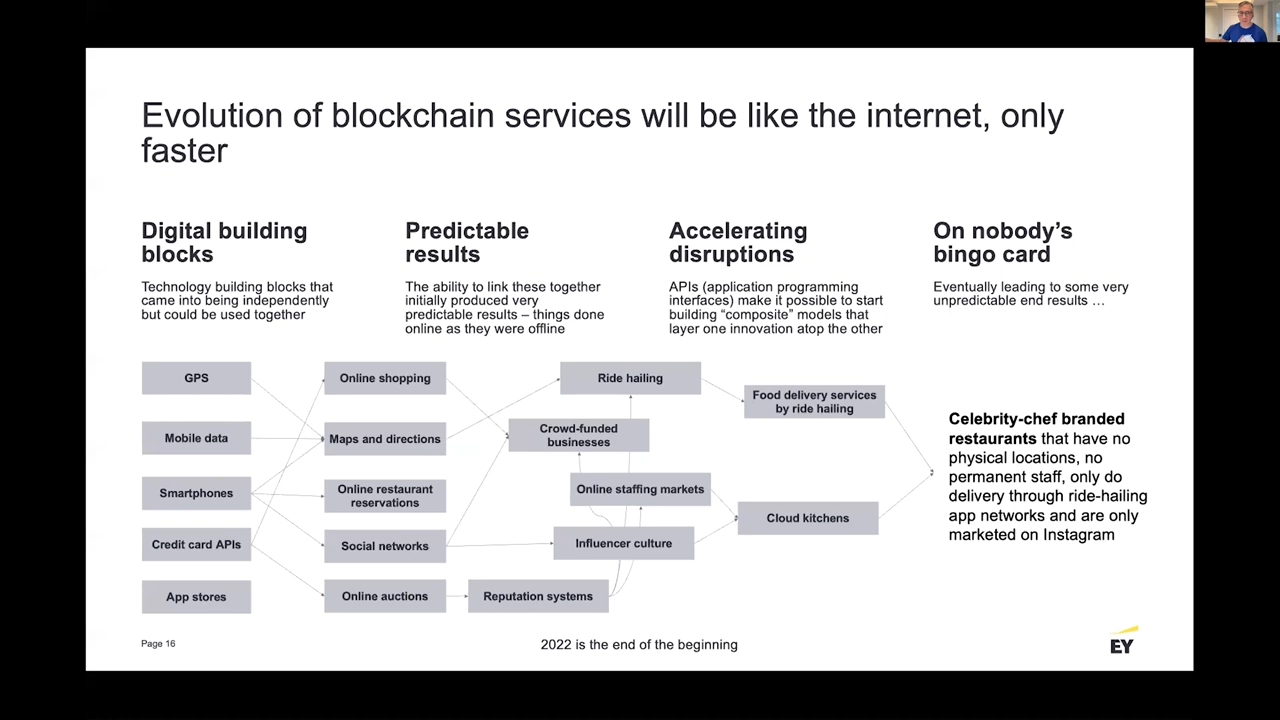 Evolution of blockchain services will be like the internet, only
faster
Digital building
blocks
Technology building blocks that
came into being independently
but could be used together
Predictable
results
The ability to link these together
initially produced very
predictable results – things done
online as they were offline
Accelerating
disruptions
APIs (application programming
interfaces) make it possible to start
building “composite” models that
layer one innovation atop the other
On nobody’s
bingo card
Eventually leading to some very
unpredictable end results …
GPS
Mobile data
Smartphones
Credit card APIs
App stores
Online shopping
Maps and directions
Online restaurant
reservations
Social networks
Online auctions
Ride hailing
Crowd-funded
businesses
Online staffing markets
Influencer culture
Reputation systems
Food delivery services
by ride hailing
Cloud kitchens
Celebrity-chef branded
restaurants that have no
physical locations, no
permanent staff, only do
delivery through ride-hailing
app networks and are only
marketed on Instagram
Page 16
2022 is the end of the beginning
EY